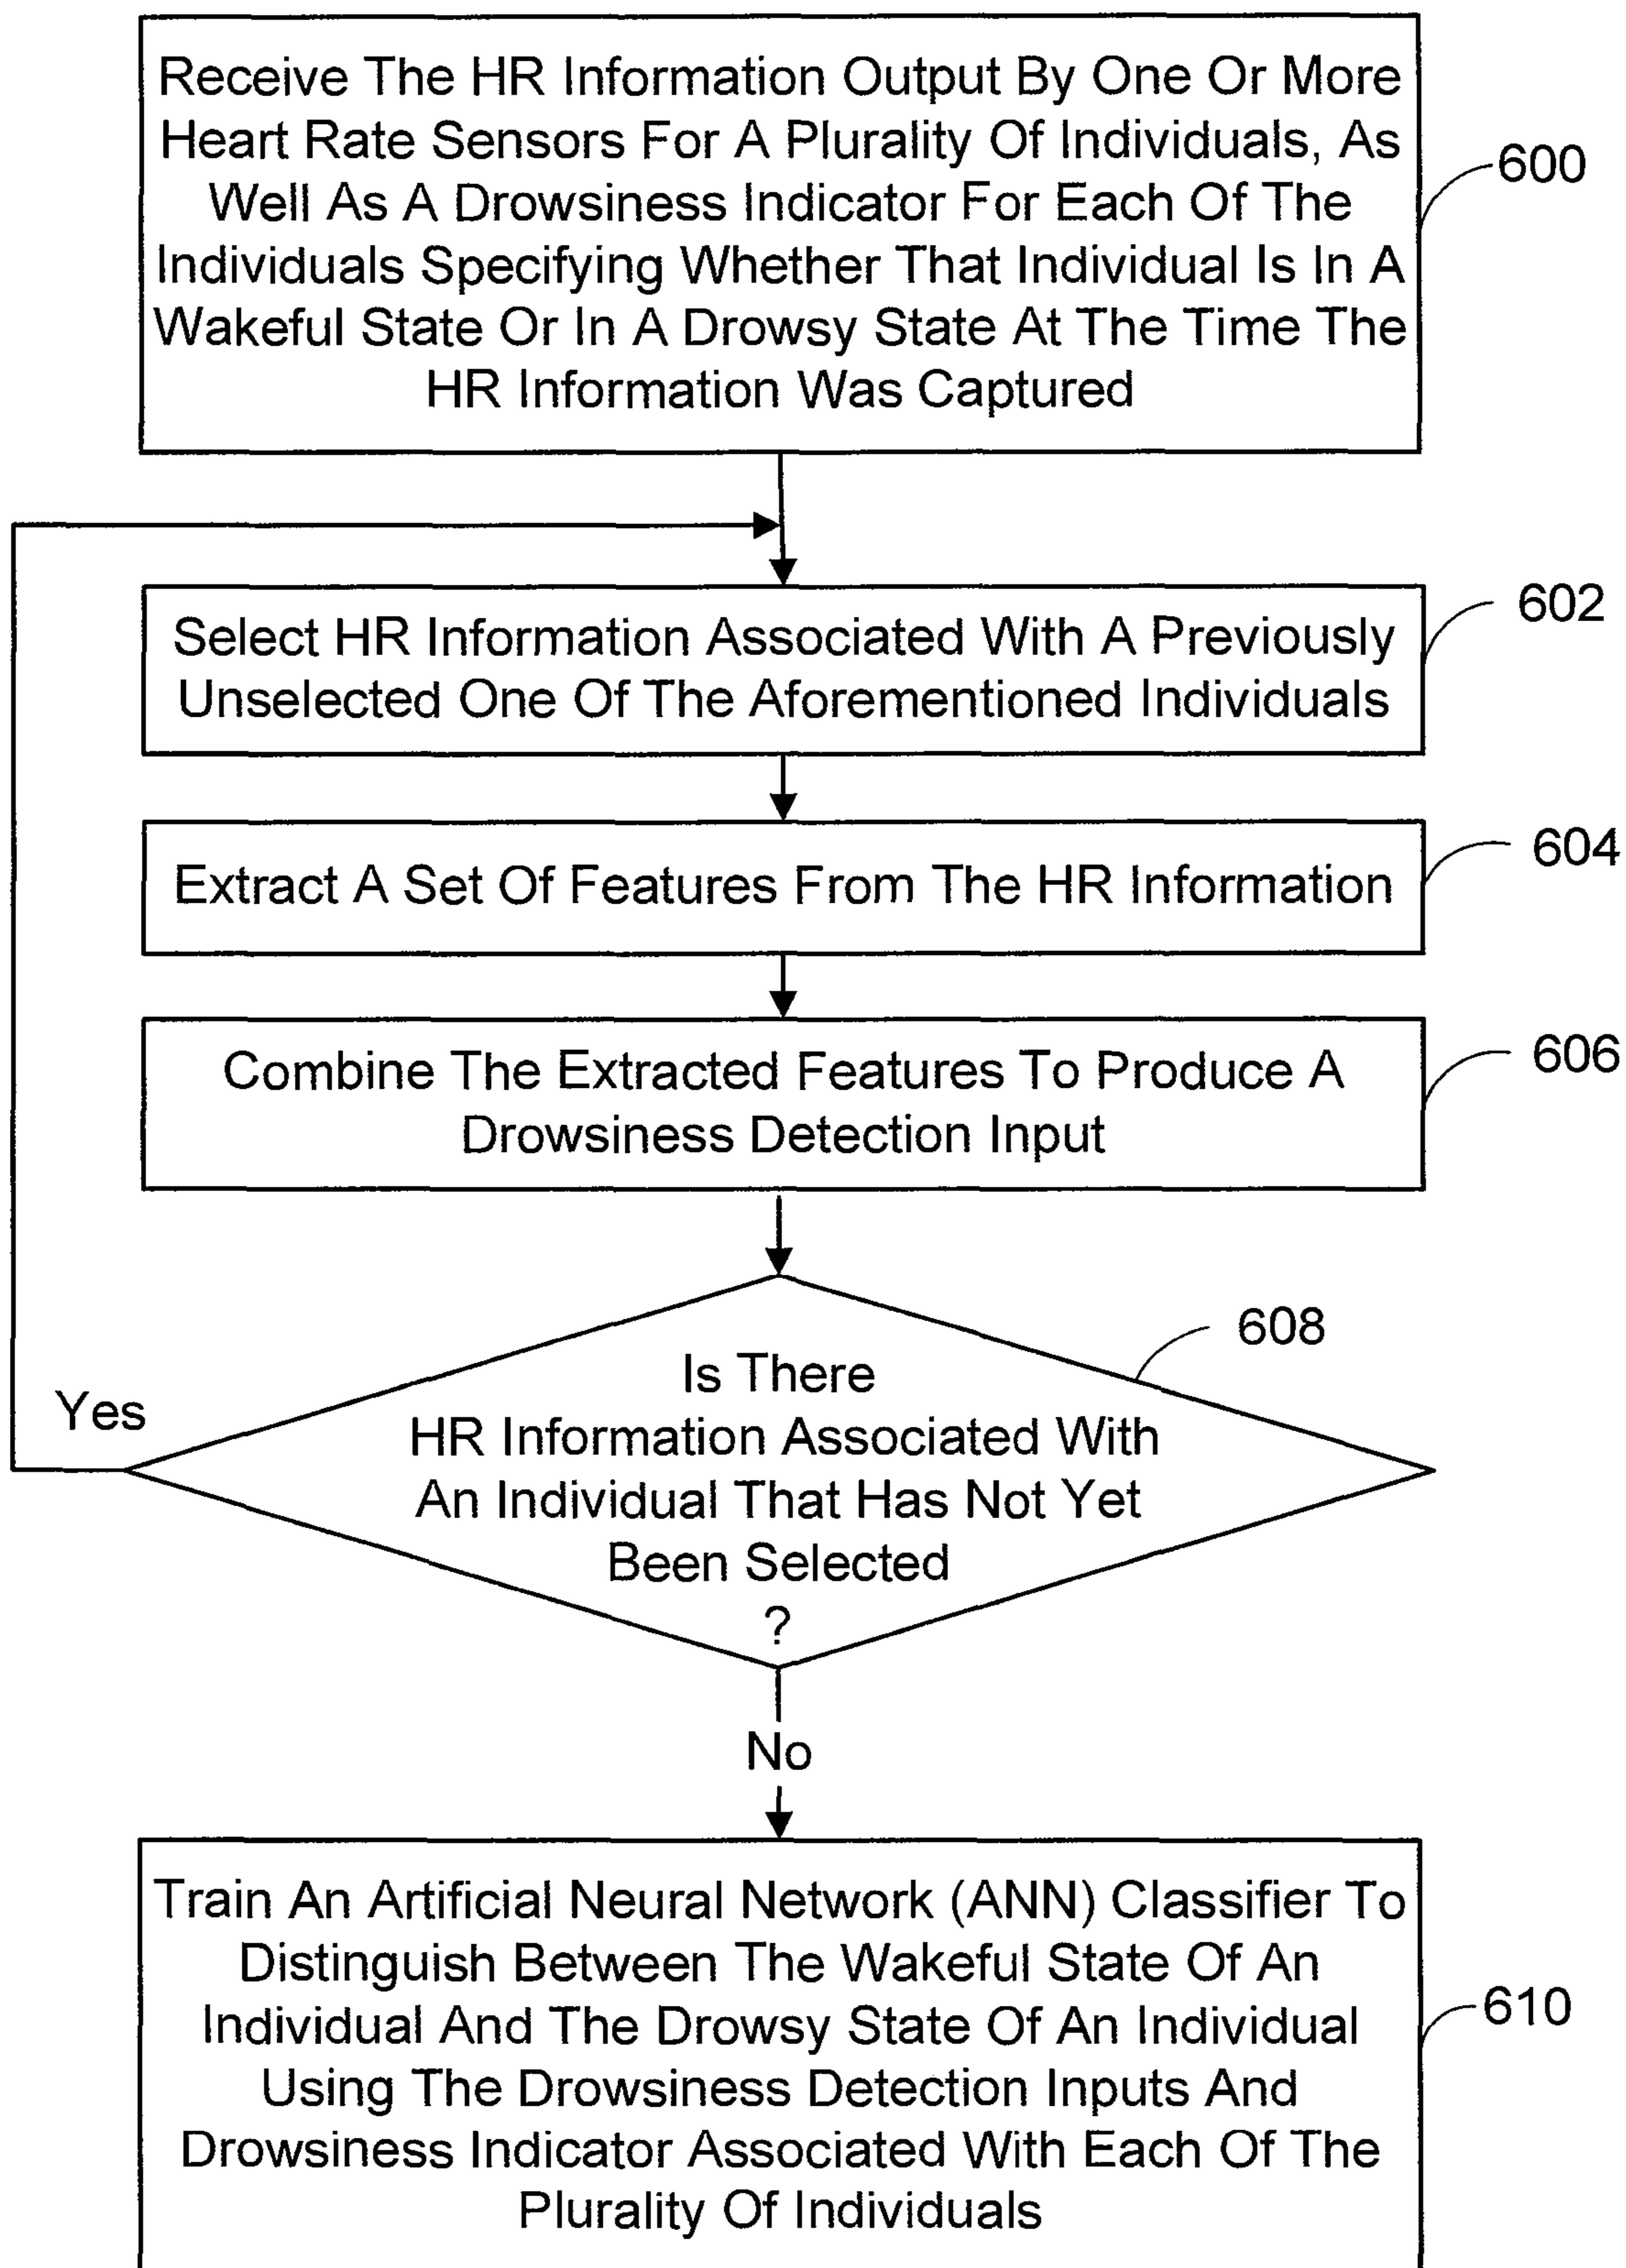 Receive The HR Information Output By One Or More
Heart Rate Sensors For A Plurality Of Individuals, As
Well As A Drowsiness Indicator For Each Of The
Individuals Specifying Whether That Individual Is In A
Wakeful State Or In A Drowsy State At The Time The
HR Information Was Captured
600
602
Select HR Information Associated With A Previously
Unselected One Of The Aforementioned Individuals
604
Extract A Set Of Features From The HR Information
606
Combine The Extracted Features To Produce A
Drowsiness Detection Input
608
Is There
HR Information Associated With
An Individual That Has Not Yet
Been Selected
?
Yes
No
Train An Artificial Neural Network (ANN) Classifier To
Distinguish Between The Wakeful State Of An
Individual And The Drowsy State Of An Individual
Using The Drowsiness Detection Inputs And
Drowsiness Indicator Associated With Each Of The
Plurality Of Individuals
610